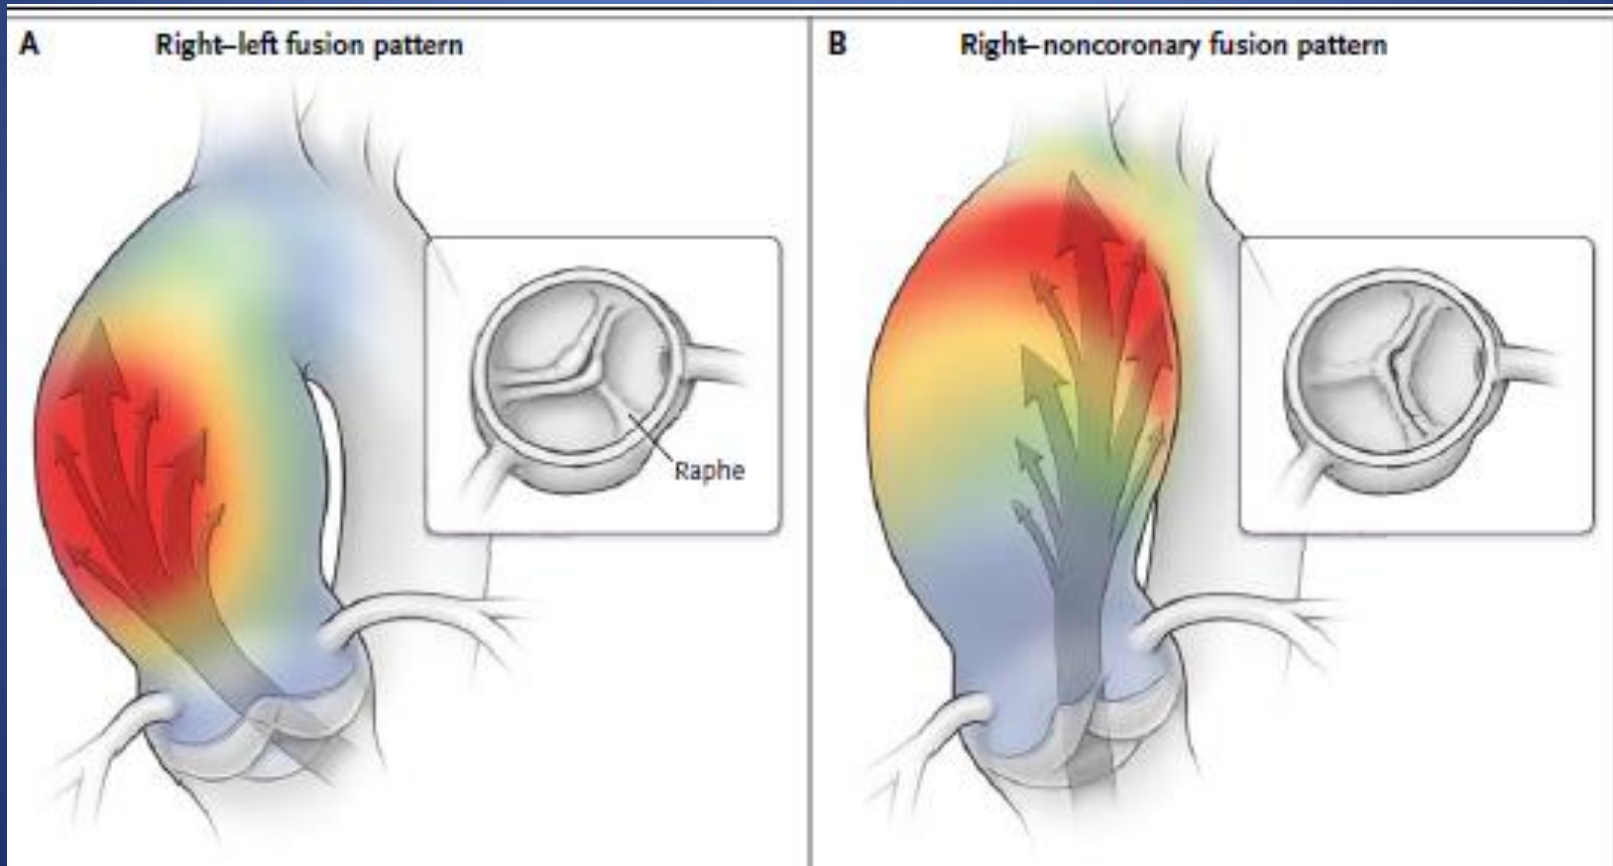 A
Right–left fusion pattern
B
Right–noncoronary fusion pattern
Raphe